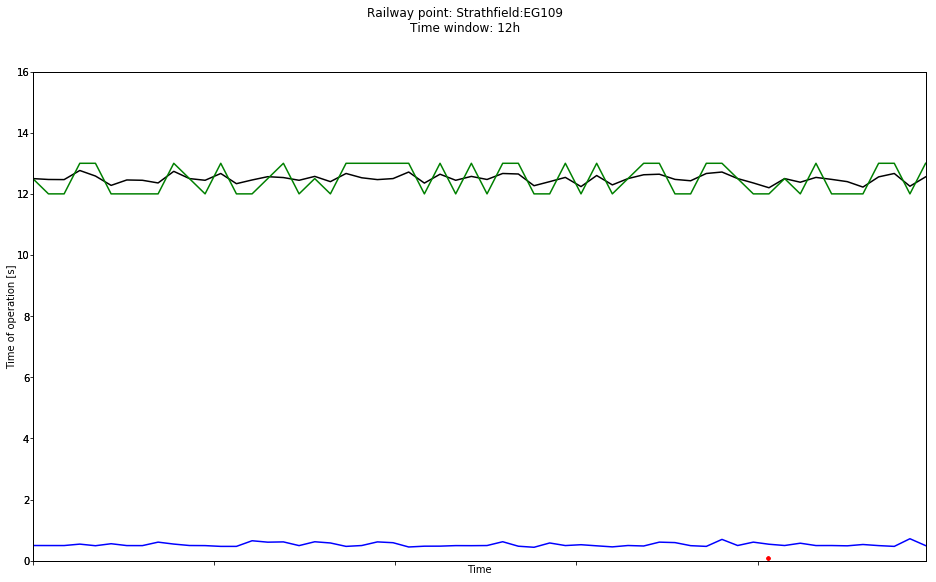 Railway point: Strathfield:EG109
Time window: 12h
16
14
12
10
8
6
4
2
0
Time of operation [s]
Time